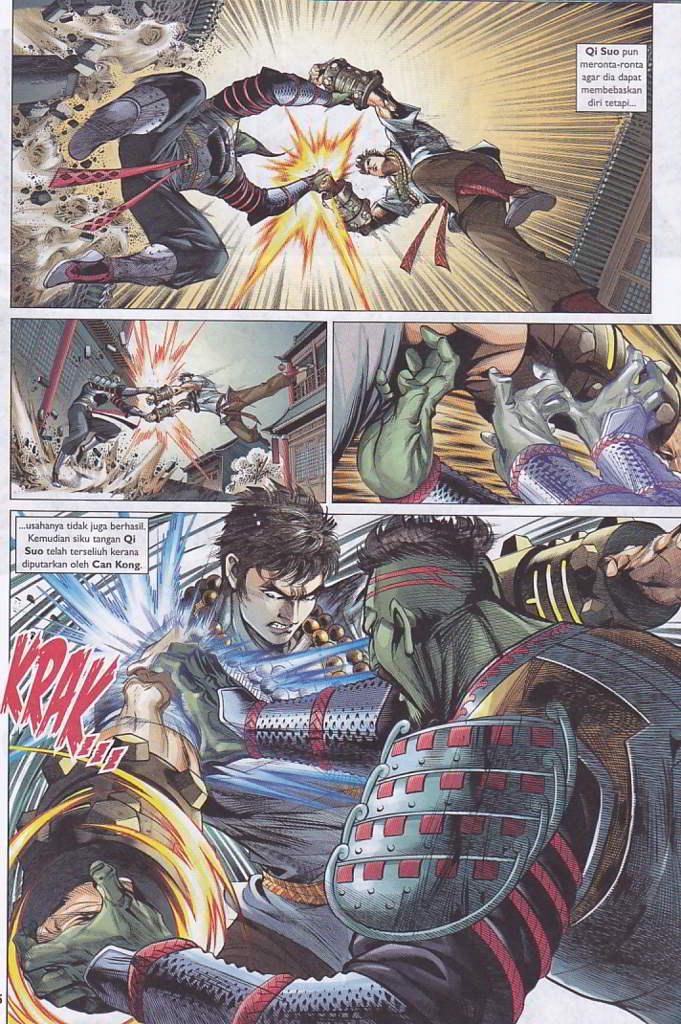 Qi Suo pun
meronta-ronta
agar dia dapat
membebaskan
diri tetapi...
...usahanya tidak juga berhasil.
Kemudian siku tangan Qi
Suo telah terseliuh kerana
diputarkan oleh Can Kong.
KRAK
!!!